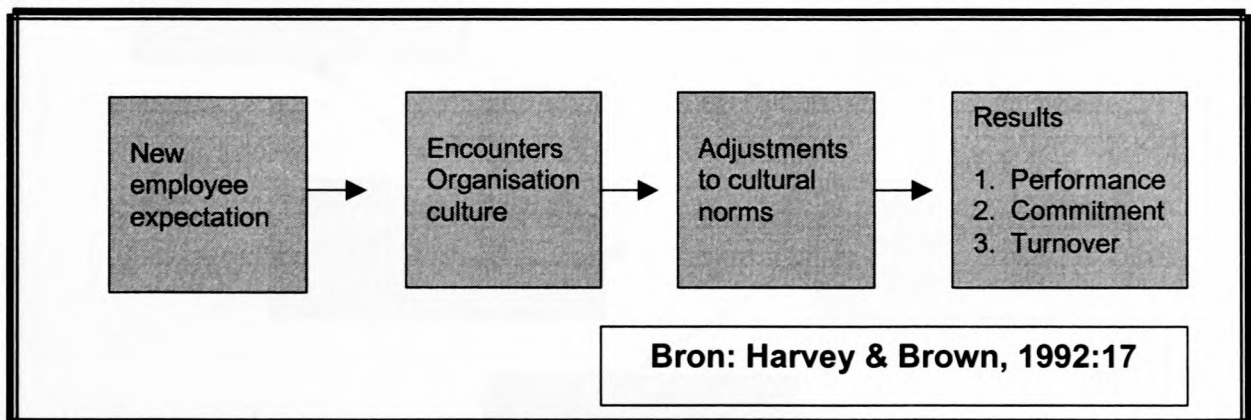 New
employee
expectation
Encounters
Organisation
culture
Adjustments
to cultural
norms
Results
1. Performance
2. Commitment
3. Turnover
Bron: Harvey & Brown, 1992:17